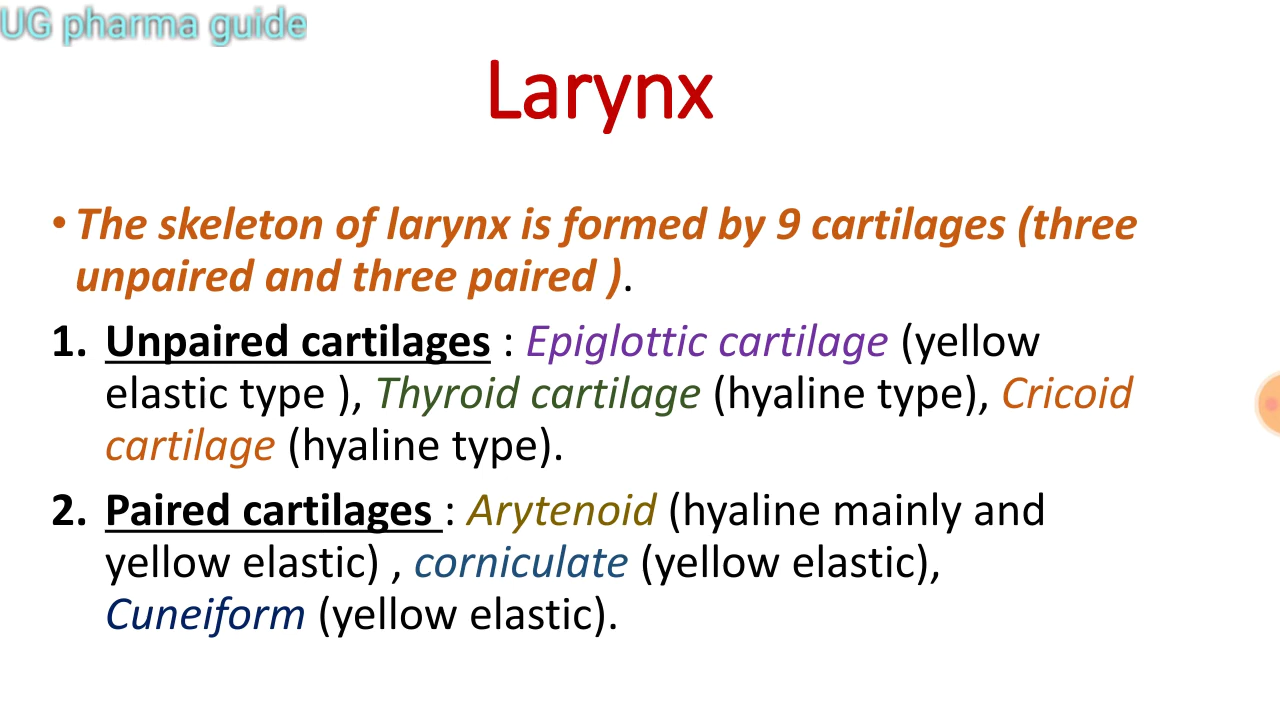 UG pharma guide
Larynx
• The skeleton of larynx is formed by 9 cartilages (three
unpaired and three paired ).
1. Unpaired cartilages : Epiglottic cartilage (yellow
elastic type ), Thyroid cartilage (hyaline type), Cricoid
cartilage (hyaline type).
2. Paired cartilages : Arytenoid (hyaline mainly and
yellow elastic) , corniculate (yellow elastic),
Cuneiform (yellow elastic).